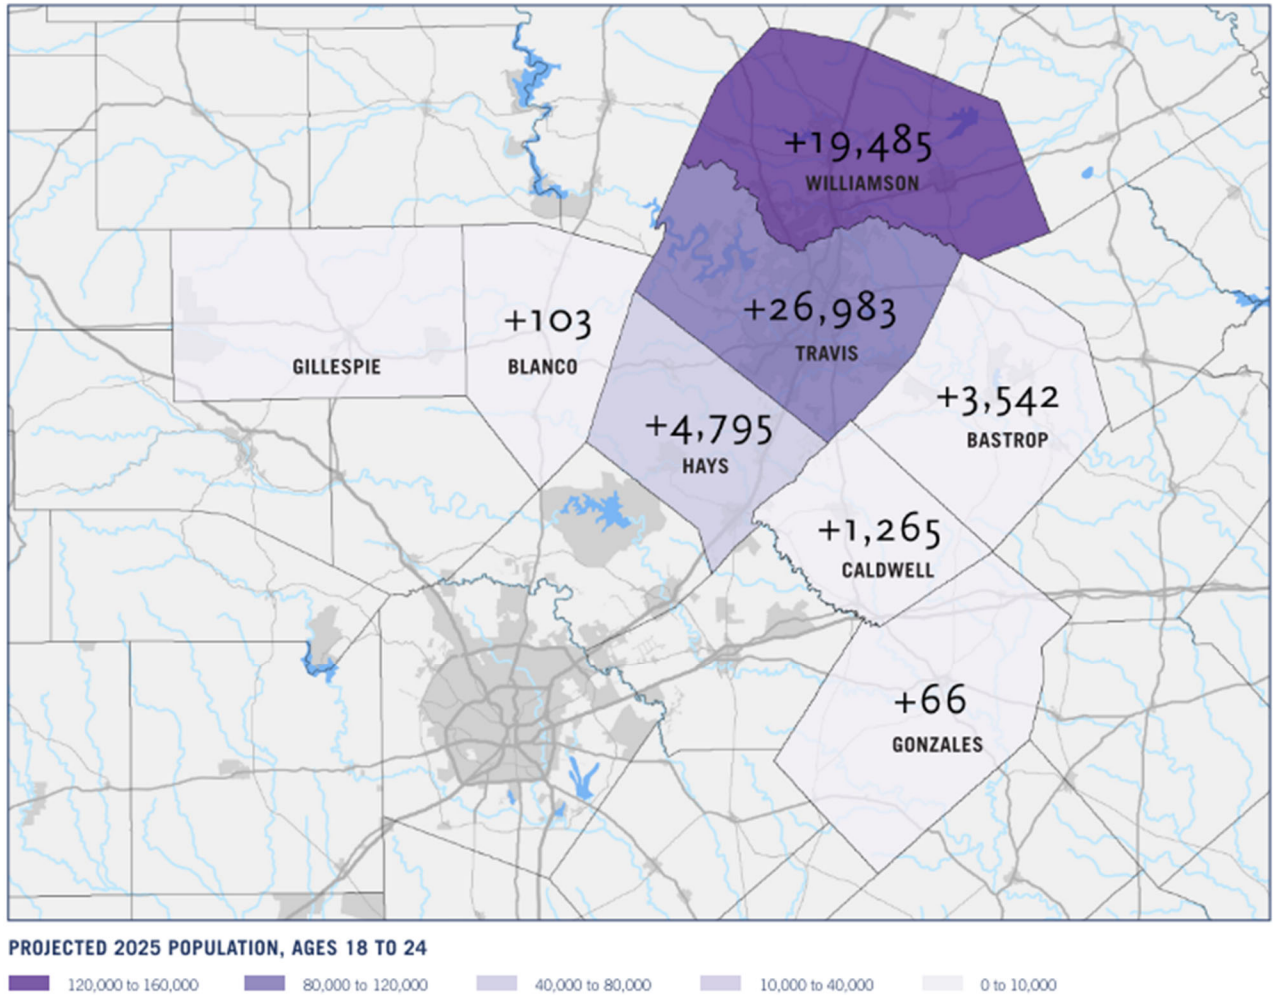 +19,485
WILLIAMSON
+26,983
TRAVIS
+103
BLANCO
GILLESPIE
+3,542
BASTROP
+4,795
HAYS
+1,265
CALDWELL
+66
GONZALES
PROJECTED 2025 POPULATION, AGES 18 TO 24
120,000 to 160,000
80,000 to 120,000
40,000 to 80,000
10,000 to 40,000
0 to 10,000